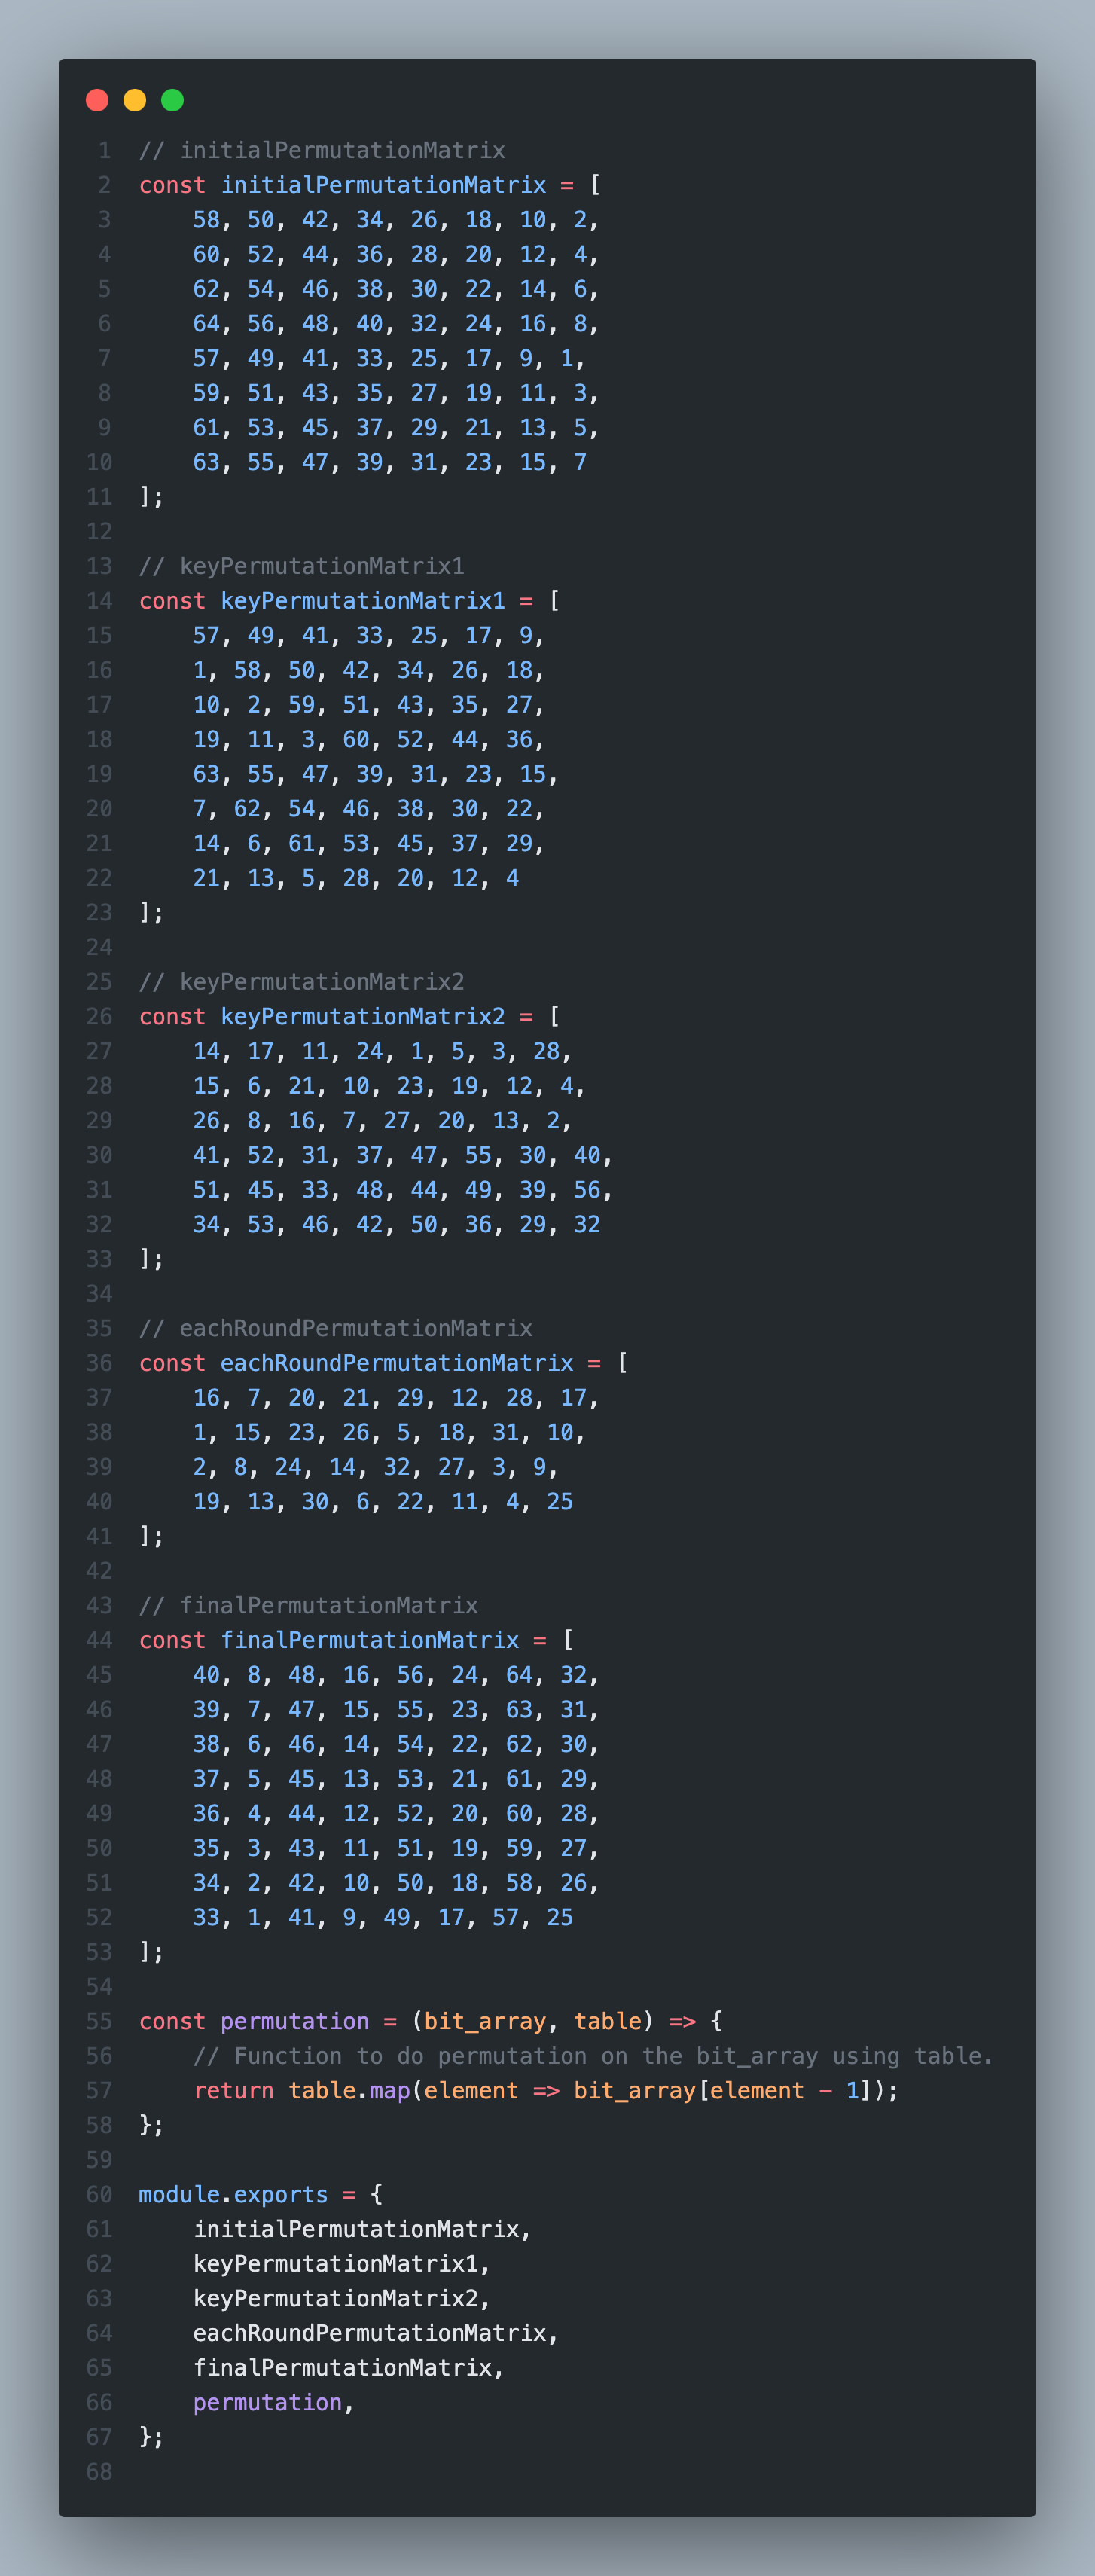 1 // initialPermutationMatrix
2 const initialPermutationMatrix = [
3     58, 50, 42, 34, 26, 18, 10, 2,
4     60, 52, 44, 36, 28, 20, 12, 4,
5     62, 54, 46, 38, 30, 22, 14, 6,
6     64, 56, 48, 40, 32, 24, 16, 8,
7     57, 49, 41, 33, 25, 17, 9, 1,
8     59, 51, 43, 35, 27, 19, 11, 3,
9     61, 53, 45, 37, 29, 21, 13, 5,
10     63, 55, 47, 39, 31, 23, 15, 7
11 ];
12
13 // keyPermutationMatrix1
14 const keyPermutationMatrix1 = [
15     57, 49, 41, 33, 25, 17, 9,
16     1, 58, 50, 42, 34, 26, 18,
17     10, 2, 59, 51, 43, 35, 27,
18     19, 11, 3, 60, 52, 44, 36,
19     63, 55, 47, 39, 31, 23, 15,
20     7, 62, 54, 46, 38, 30, 22,
21     14, 6, 61, 53, 45, 37, 29,
22     21, 13, 5, 28, 20, 12, 4
23 ];
24
25 // keyPermutationMatrix2
26 const keyPermutationMatrix2 = [
27     14, 17, 11, 24, 1, 5, 3, 28,
28     15, 6, 21, 10, 23, 19, 12, 4,
29     26, 8, 16, 7, 27, 20, 13, 2,
30     41, 52, 31, 37, 47, 55, 30, 40,
31     51, 45, 33, 48, 44, 49, 39, 56,
32     34, 53, 46, 42, 50, 36, 29, 32
33 ];
34
35 // eachRoundPermutationMatrix
36 const eachRoundPermutationMatrix = [
37     16, 7, 20, 21, 29, 12, 28, 17,
38     1, 15, 23, 26, 5, 18, 31, 10,
39     2, 8, 24, 14, 32, 27, 3, 9,
40     19, 13, 30, 6, 22, 11, 4, 25
41 ];
42
43 // finalPermutationMatrix
44 const finalPermutationMatrix = [
45     40, 8, 48, 16, 56, 24, 64, 32,
46     39, 7, 47, 15, 55, 23, 63, 31,
47     38, 6, 46, 14, 54, 22, 62, 30,
48     37, 5, 45, 13, 53, 21, 61, 29,
49     36, 4, 44, 12, 52, 20, 60, 28,
50     35, 3, 43, 11, 51, 19, 59, 27,
51     34, 2, 42, 10, 50, 18, 58, 26,
52     33, 1, 41, 9, 49, 17, 57, 25
53 ];
54
55 const permutation = (bit_array, table) => {
56     // Function to do permutation on the bit_array using table.
57     return table.map(element => bit_array[element - 1]);
58 };
59
60 module.exports = {
61     initialPermutationMatrix,
62     keyPermutationMatrix1,
63     keyPermutationMatrix2,
64     eachRoundPermutationMatrix,
65     finalPermutationMatrix,
66     permutation,
67 };
68